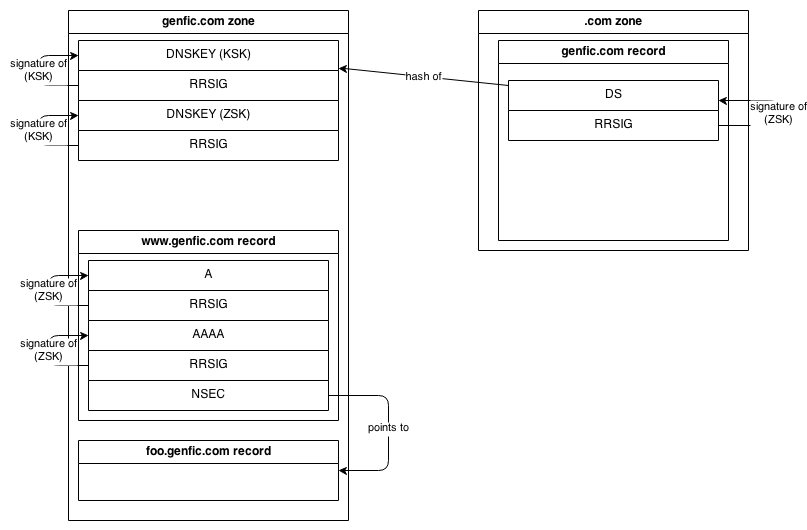 genfic.com zone
DNSKEY (KSK)
signature of
(KSK)
RRSIG
DNSKEY (ZSK)
signature of
(KSK)
RRSIG
www.genfic.com record
A
signature of
(ZSK)
RRSIG
AAAA
signature of
(ZSK)
RRSIG
NSEC
points to
foo.genfic.com record
hash of
.com zone
genfic.com record
DS
signature of
(ZSK)
RRSIG